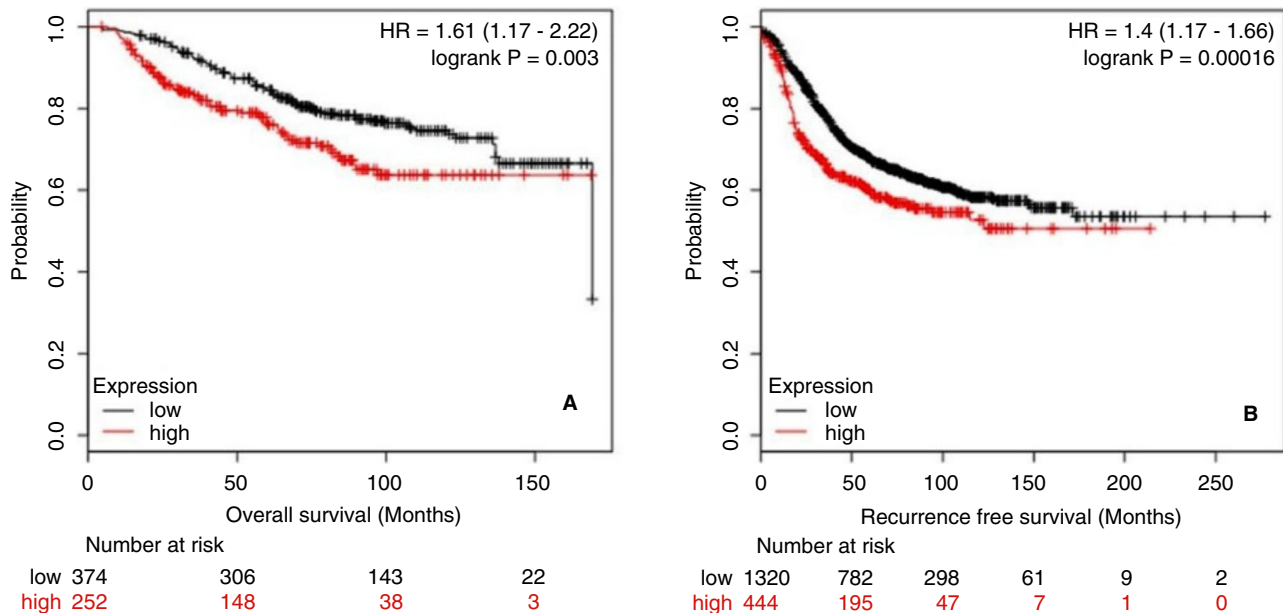 HR = 1.61 (1.17 - 2.22)
logrank P = 0.003
1.0
0.8
0.6
0.4
0.2
0.0
Probability
Expression
low
high
A
0 50 100 150
Overall survival (Months)
Number at risk
low 374 306 143 22
high 252 148 38 3
HR = 1.4 (1.17 - 1.66)
logrank P = 0.00016
1.0
0.8
0.6
0.4
0.2
0.0
Probability
Expression
low
high
B
0 50 100 150 200 250
Recurrence free survival (Months)
Number at risk
low 1320 782 298 61 9 2
high 444 195 47 7 1 0